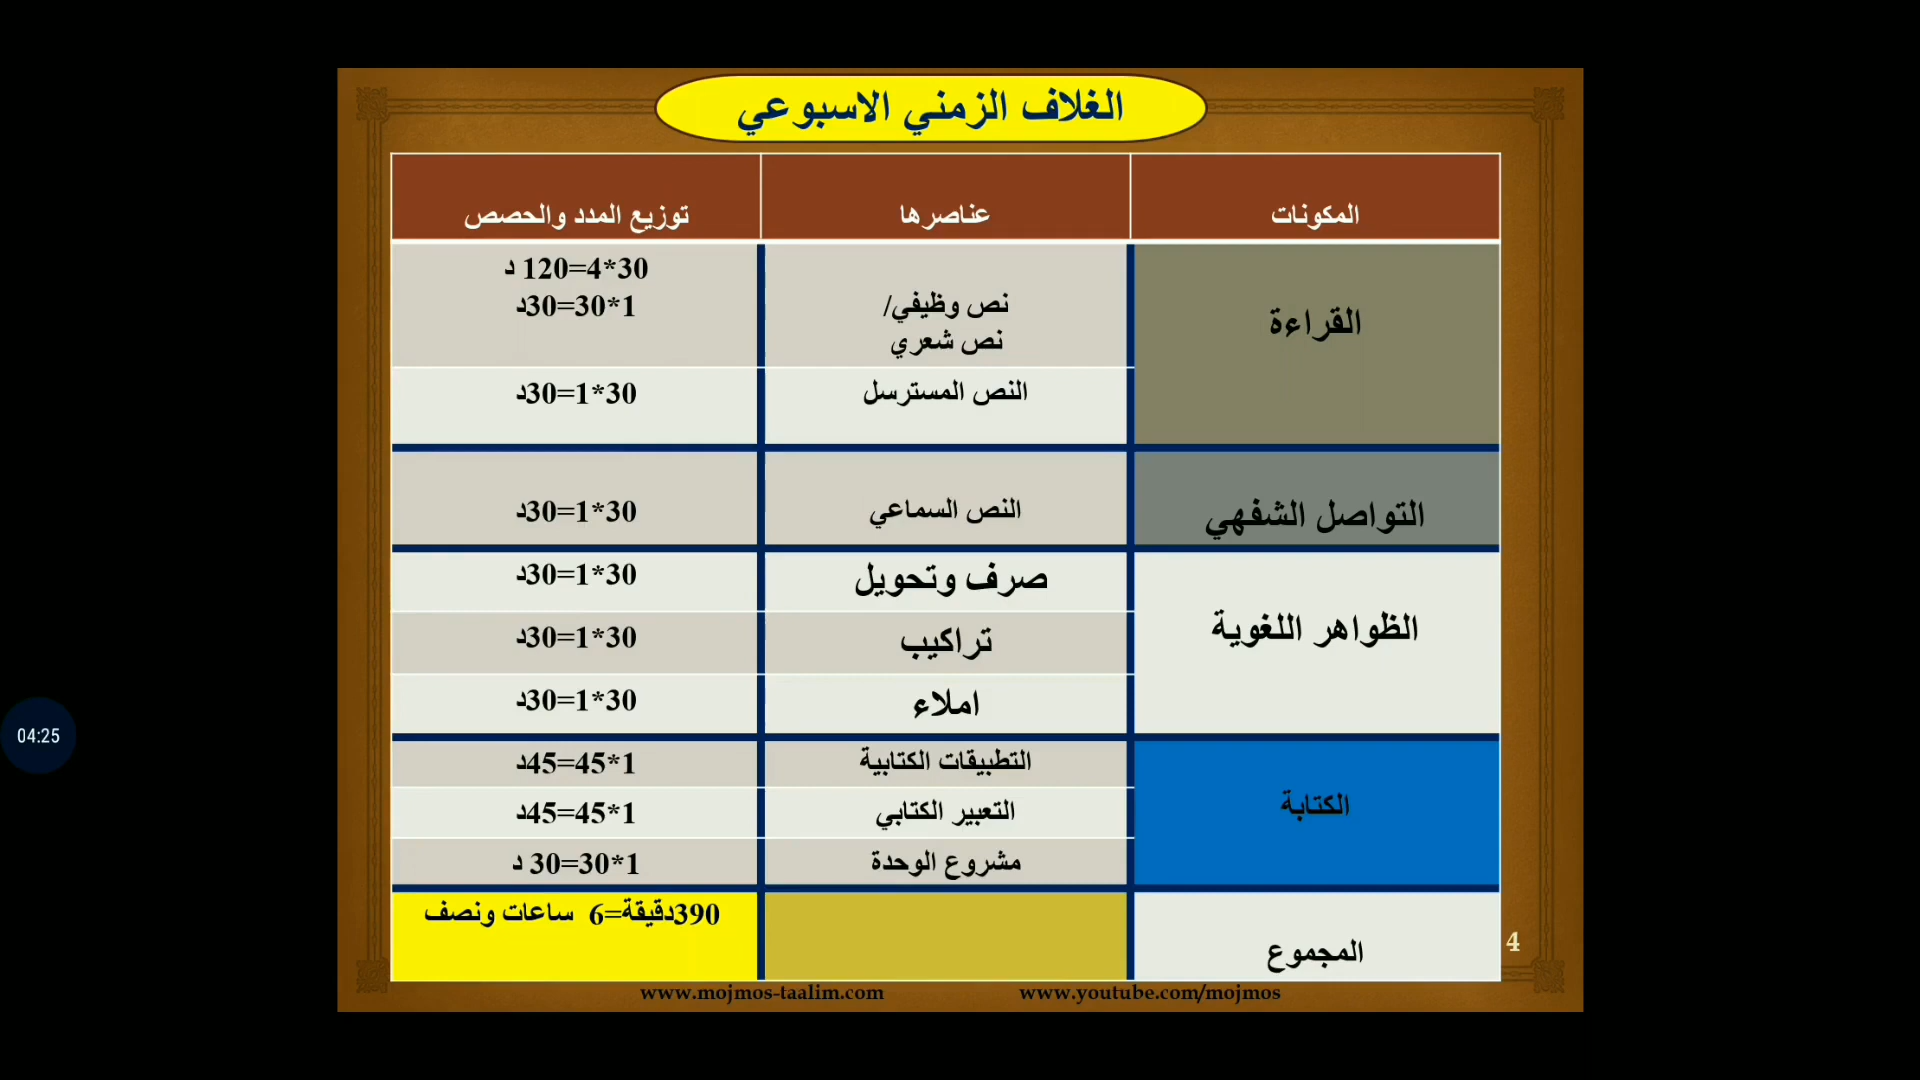 الغلاف الزمني الاسبوعي
المكونات
عناصرها
توزيع المدد والحصص
القراءة
نص وظيفي/
نص شعري
30*4=120 د
1*30=30د
النص المسترسل
30*1=30د
التواصل الشفهي
النص السماعي
30*1=30د
الظواهر اللغوية
صرف وتحويل
30*1=30د
تراكيب
30*1=30د
املاء
30*1=30د
الكتابة
التطبيقات الكتابية
1*45=45د
التعبير الكتابي
1*45=45د
مشروع الوحدة
1*30=30 د
المجموع
390دقيقة=6 ساعات ونصف
4
www.mojmos-taalim.com
www.youtube.com/mojmos
04:25